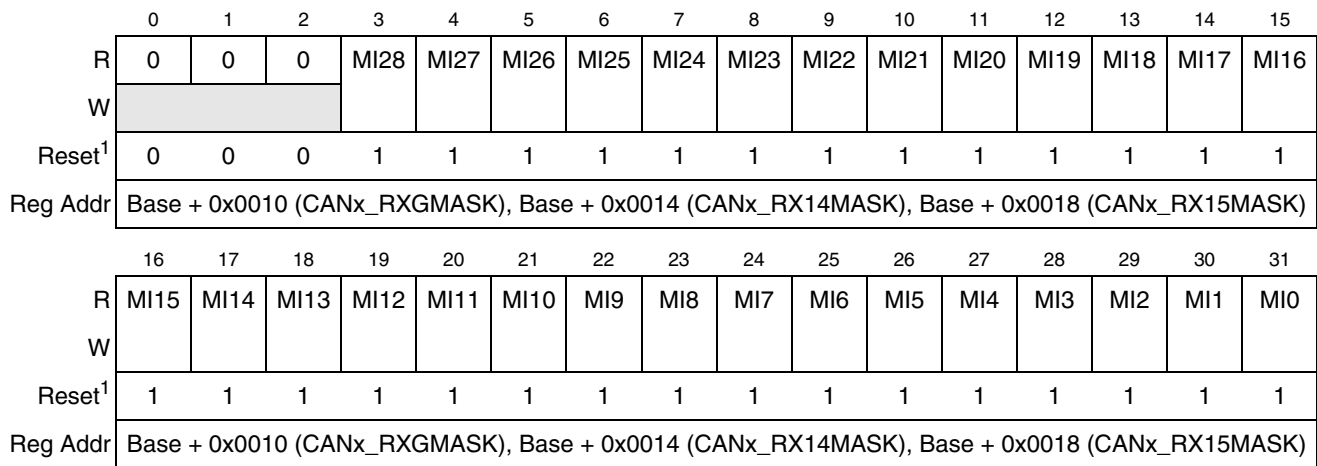 0 1 2 3 4 5 6 7 8 9 10 11 12 13 14 15
R 0 0 0 MI28 MI27 MI26 MI25 MI24 MI23 MI22 MI21 MI20 MI19 MI18 MI17 MI16
W
Reset1 0 0 0 1 1 1 1 1 1 1 1 1 1 1 1 1
Reg Addr Base + 0x0010 (CANx_RXGMASK), Base + 0x0014 (CANx_RX14MASK), Base + 0x0018 (CANx_RX15MASK)
16 17 18 19 20 21 22 23 24 25 26 27 28 29 30 31
R MI15 MI14 MI13 MI12 MI11 MI10 MI9 MI8 MI7 MI6 MI5 MI4 MI3 MI2 MI1 MI0
W
Reset1 1 1 1 1 1 1 1 1 1 1 1 1 1 1 1 1
Reg Addr Base + 0x0010 (CANx_RXGMASK), Base + 0x0014 (CANx_RX14MASK), Base + 0x0018 (CANx_RX15MASK)